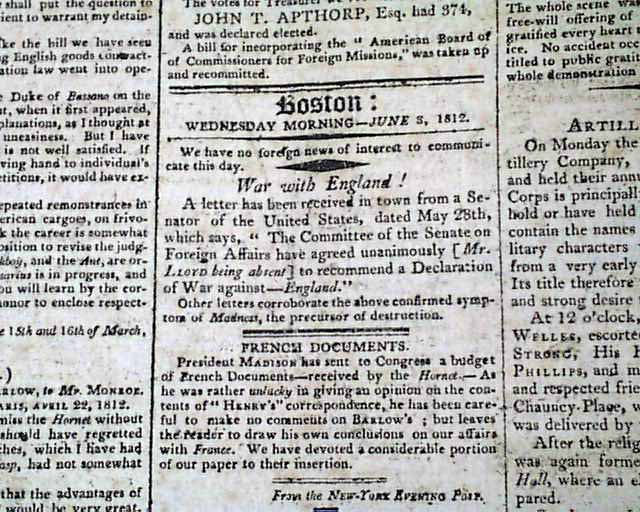 shall put the question to
ient to warrant my detain-
ke the bill we have seen
ng English goods contract-
ation law went into ope-
e Duke of Bassano on the
nt, when it first appeared,
planations, as I thought at
uneasiness. But I have
is not well satisfied. If
ving hand to individual's
etitions, it would have ex-
epeated remonstrances in
erican cargoes, on frivo-
k the career is somewhat
osition to revise the judg-
and the Ant, are or-
is in progress, and
ou will learn by the cor-
honor to enclose respect-
e 15th and 16th of March,
ARLOW, to Mr. MONROE.
ARIS, APRIL 22, 1812.
miss the Hornet without
should have regretted
ches, which I have had
asp, had not somewhat
that the advantages of
would be very great.
The votes for Treasurer
JOHN T. APTHORP, Esq. had 374,
and was declared elected.
A bill for incorporating the "American Board of
of Commissioners for Foreign Missions," was taken up
and recommitted.
Boston:
WEDNESDAY MORNING—JUNE 3, 1812.
We have no foreign news of interest to communi-
cate this day.
War with England!
A letter has been received in town from a Se-
nator of the United States, dated May 28th,
which says, "The Committee of the Senate on
Foreign Affairs have agreed unanimously [Mr.
LLOYD being absent] to recommend a Declaration
of War against—England."
Other letters corroborate the above confirmed symp-
tom of Madness, the precursor of destruction.
FRENCH DOCUMENTS.
President MADISON has sent to Congress a budget
of French Documents—received by the Hornet.—As
he was rather unlucky in giving an opinion on the con-
tents of "HENRY's" correspondence, he has been care-
ful to make no comments on BARLOW's; but leaves
the reader to draw his own conclusions on our affairs
with France. We have devoted a considerable portion
of our paper to their insertion.
From the NEW-YORK EVENING POST.
The whole scene was
free-will offering of
gratified every heart
ice. No accident occ
titled to public gratit
whole demonstration
ARTILL
On Monday the
tillery Company,
and held their annu
Corps is principall
hold or have held
contain the names
litary characters
from a very early
Its title therefore
and strong desire
At 12 o'clock,
WELLES, escorte
STRONG, His H
PHILLIPS, and m
and respected frie
Chauncy-Place, w
was delivered by
After the relig
was again forme
Hall, where an e
pared.